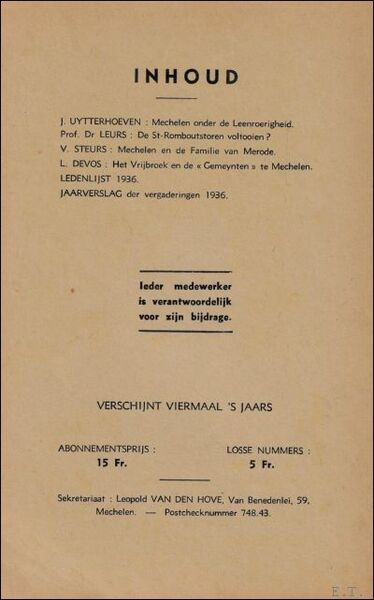 INHOUD
J. UYTTERHOEVEN : Mechelen onder de Leenroerigheid.
Prof. Dr LEURS : De St-Romboutstoren voltooien ?
V. STEURS : Mechelen en de Familie van Merode.
L. DEVOS : Het Vrijbroek en de « Gemeynten » te Mechelen.
LEDENLIJST 1936.
JAARVERSLAG der vergaderingen 1936.
Ieder medewerker
is verantwoordelijk
voor zijn bijdrage.
VERSCHIJNT VIERMAAL 'S JAARS
ABONNEMENTSPRIJS : LOSSE NUMMERS :
15 Fr. 5 Fr.
Sekretariaat : Leopold VAN DEN HOVE, Van Benedenlei, 59,
Mechelen. — Postchecknummer 748.43.
E.T.